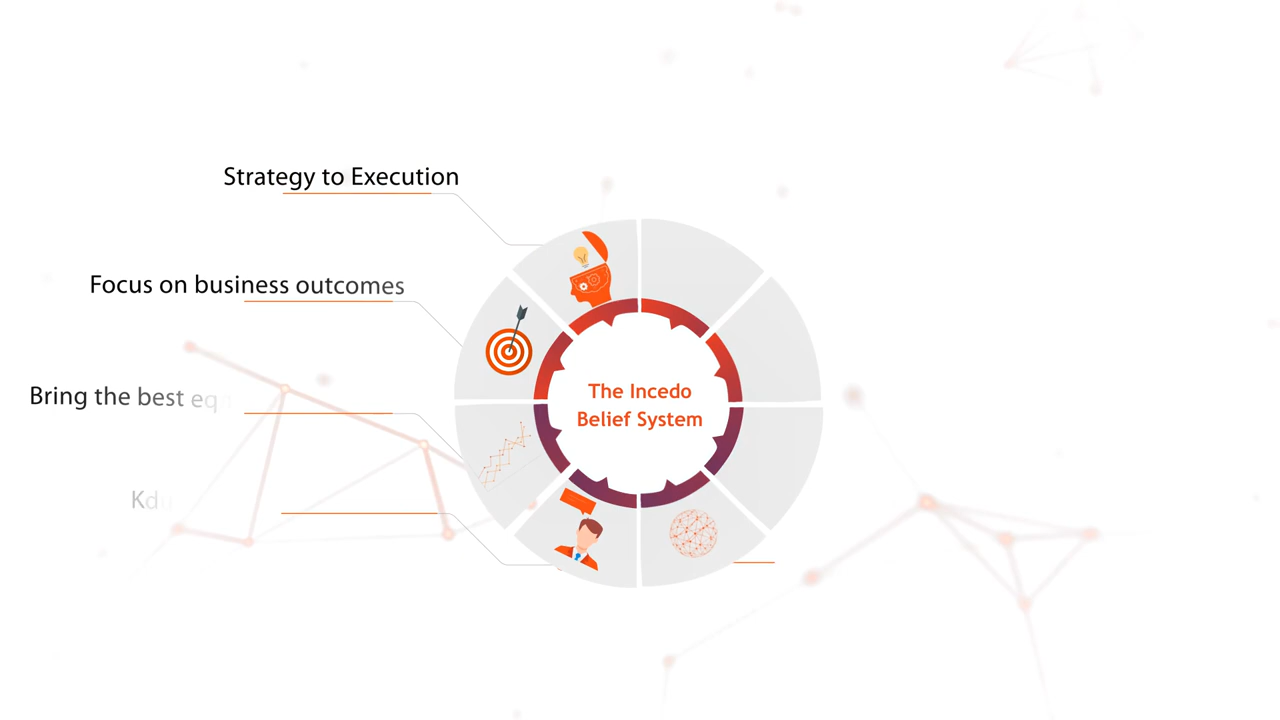 Strategy to Execution
Focus on business outcomes
Bring the best
The Incedo
Belief System